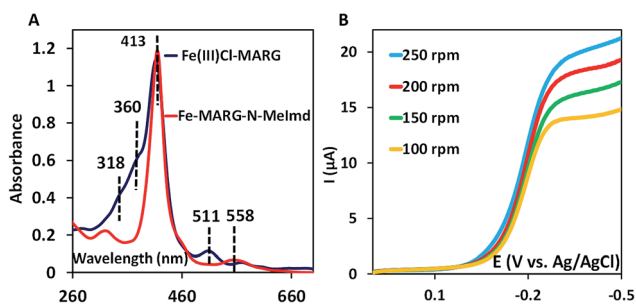 A
B
1.2
1
0.8
0.6
0.4
0.2
0
Absorbance
413
360
318
511
558
Fe(III)Cl-MARG
Fe-MARG-N-MeImd
Wavelength (nm)
260
460
660
20
15
10
5
0
I (µA)
250 rpm
200 rpm
150 rpm
100 rpm
E (V vs. Ag/AgCl)
0.1
-0.2
-0.5